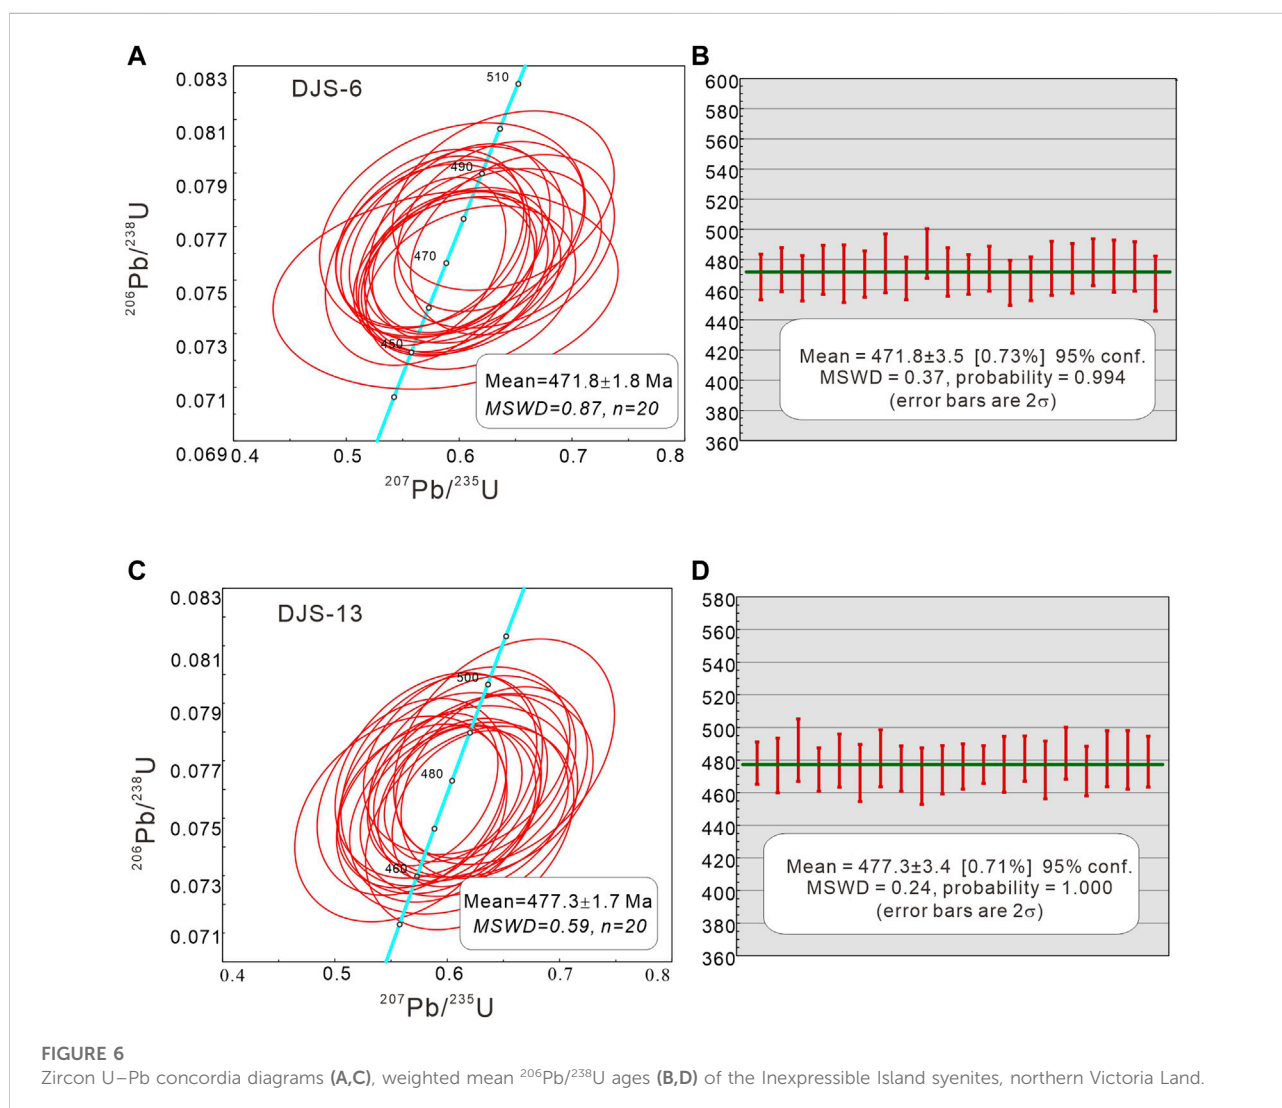 A
DJS-6
0.083
0.081
0.079
0.077
0.075
0.073
0.071
0.069
206Pb/238U
510
490
470
450
Mean=471.8±1.8 Ma
MSWD=0.87, n=20
0.4 0.5 0.6 0.7 0.8
207Pb/235U
B
600
580
560
540
520
500
480
460
440
420
400
380
360
Mean = 471.8±3.5 [0.73%] 95% conf.
MSWD = 0.37, probability = 0.994
(error bars are 2σ)
C
DJS-13
0.083
0.081
0.079
0.077
0.075
0.073
0.071
206Pb/238U
500
480
460
Mean=477.3±1.7 Ma
MSWD=0.59, n=20
0.4 0.5 0.6 0.7 0.8
207Pb/235U
D
580
560
540
520
500
480
460
440
420
400
380
360
Mean = 477.3±3.4 [0.71%] 95% conf.
MSWD = 0.24, probability = 1.000
(error bars are 2σ)
FIGURE 6
Zircon U–Pb concordia diagrams (A,C), weighted mean 206Pb/238U ages (B,D) of the Inexpressible Island syenites, northern Victoria Land.